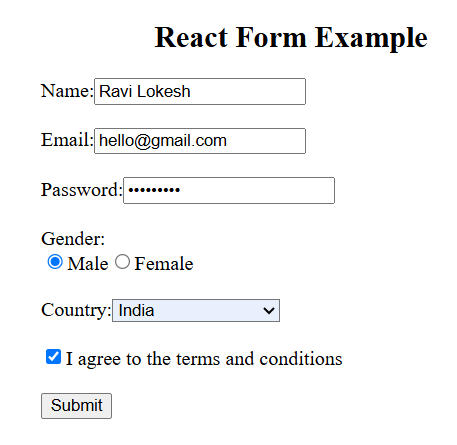 React Form Example
Name: Ravi Lokesh
Email: hello@gmail.com
Password: •••••••••
Gender:
Male Female
Country: India
I agree to the terms and conditions
Submit